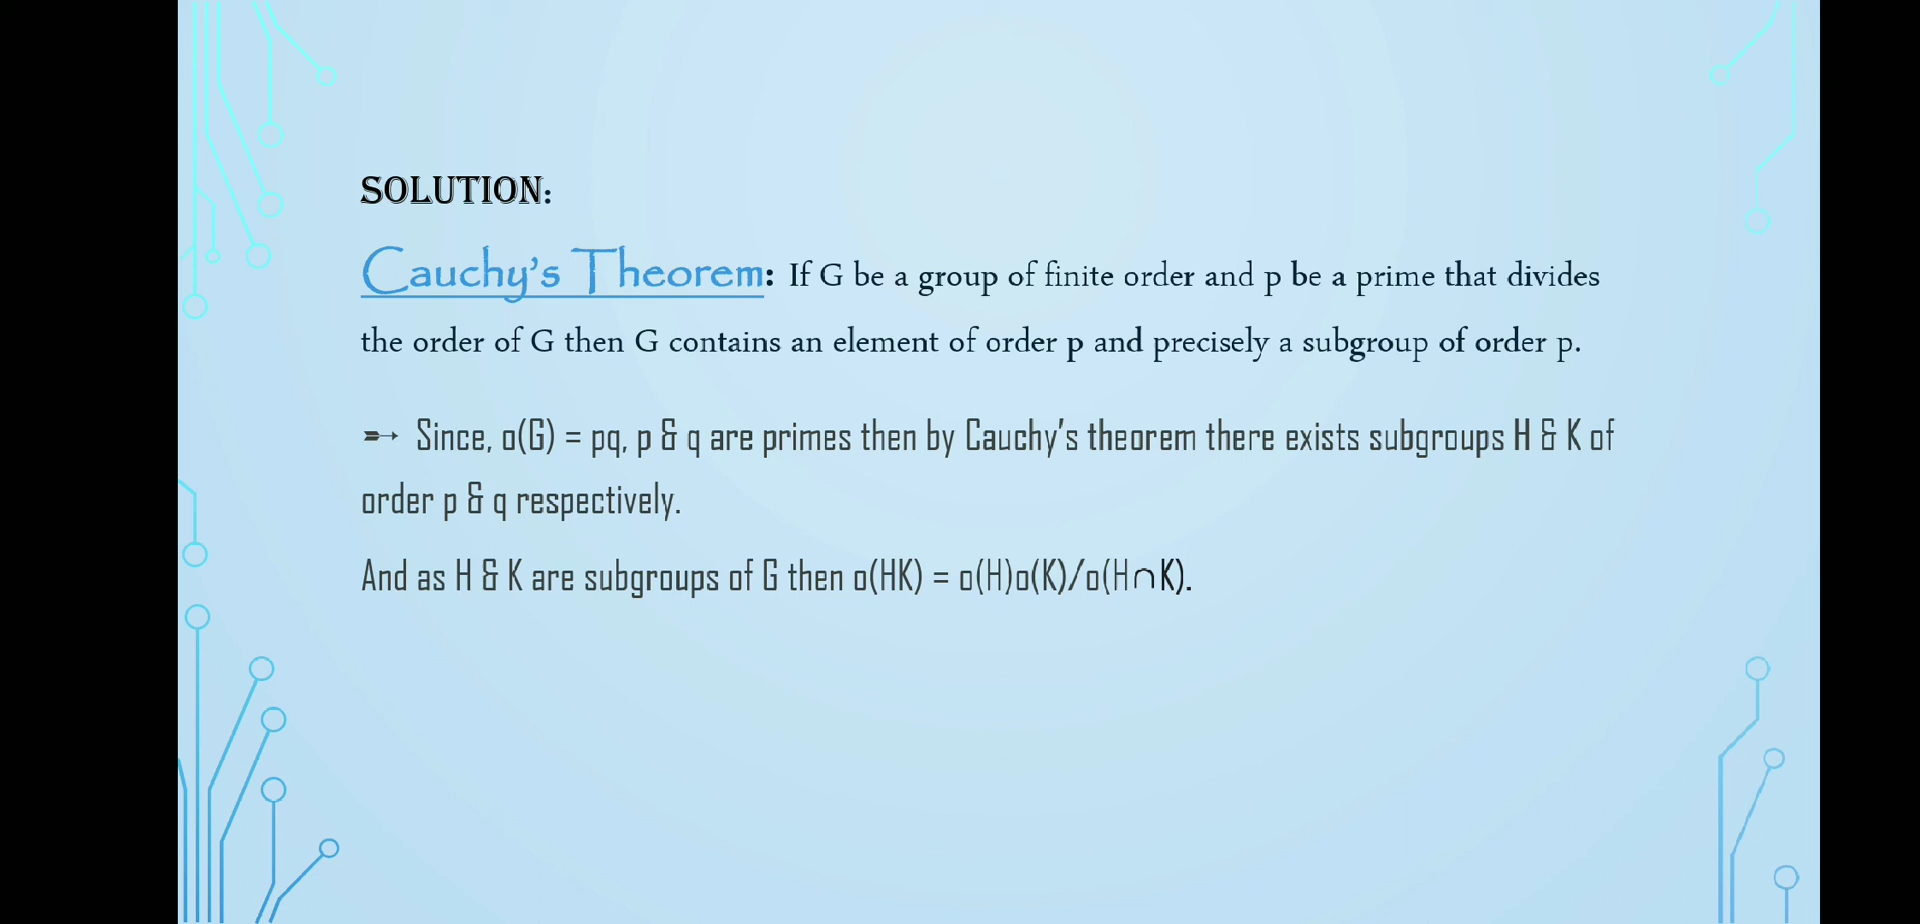 SOLUTION:
Cauchy's Theorem: If G be a group of finite order and p be a prime that divides
the order of G then G contains an element of order p and precisely a subgroup of order p.
➵ Since, o(G) = pq, p & q are primes then by Cauchy's theorem there exists subgroups H & K of
order p & q respectively.
And as H & K are subgroups of G then o(HK) = o(H)o(K)/o(H∩K).